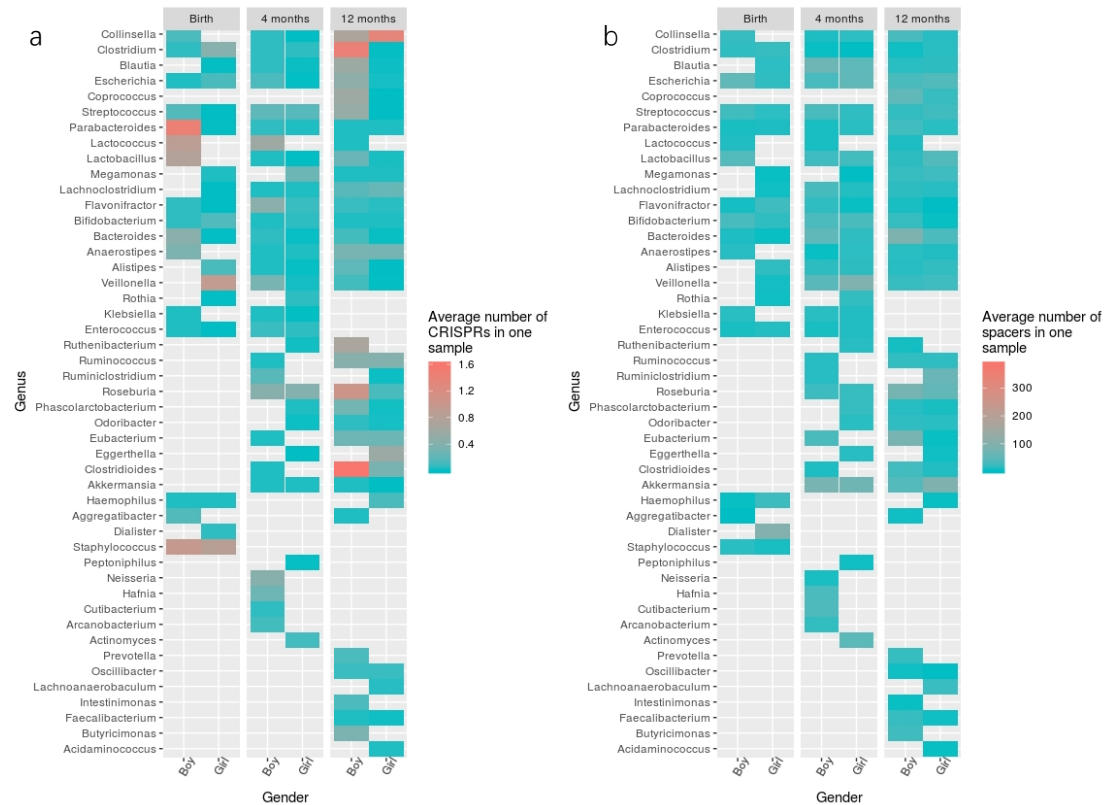 a
Birth
4 months
12 months
Collinsella
Clostridium
Blautia
Escherichia
Coprococcus
Streptococcus
Parabacteroides
Lactococcus
Lactobacillus
Megamonas
Lachnoclostridium
Flavonifractor
Bifidobacterium
Bacteroides
Anaerostipes
Alistipes
Veillonella
Rothia
Klebsiella
Enterococcus
Ruthenibacterium
Ruminococcus
Ruminiclostridium
Roseburia
Phascolarctobacterium
Odoribacter
Eubacterium
Eggerthella
Clostridioides
Akkermansia
Haemophilus
Aggregatibacter
Dialister
Staphylococcus
Peptoniphilus
Neisseria
Hafnia
Cutibacterium
Arcanobacterium
Actinomyces
Prevotella
Oscillibacter
Lachnoanaerobaculum
Intestinimonas
Faecalibacterium
Butyricimonas
Acidaminococcus
Genus
Boy
Girl
Boy
Girl
Boy
Girl
Gender
Average number of
CRISPRs in one
sample
1.6
1.2
0.8
0.4
b
Birth
4 months
12 months
Collinsella
Clostridium
Blautia
Escherichia
Coprococcus
Streptococcus
Parabacteroides
Lactococcus
Lactobacillus
Megamonas
Lachnoclostridium
Flavonifractor
Bifidobacterium
Bacteroides
Anaerostipes
Alistipes
Veillonella
Rothia
Klebsiella
Enterococcus
Ruthenibacterium
Ruminococcus
Ruminiclostridium
Roseburia
Phascolarctobacterium
Odoribacter
Eubacterium
Eggerthella
Clostridioides
Akkermansia
Haemophilus
Aggregatibacter
Dialister
Staphylococcus
Peptoniphilus
Neisseria
Hafnia
Cutibacterium
Arcanobacterium
Actinomyces
Prevotella
Oscillibacter
Lachnoanaerobaculum
Intestinimonas
Faecalibacterium
Butyricimonas
Acidaminococcus
Genus
Boy
Girl
Boy
Girl
Boy
Girl
Gender
Average number of
spacers in one
sample
300
200
100